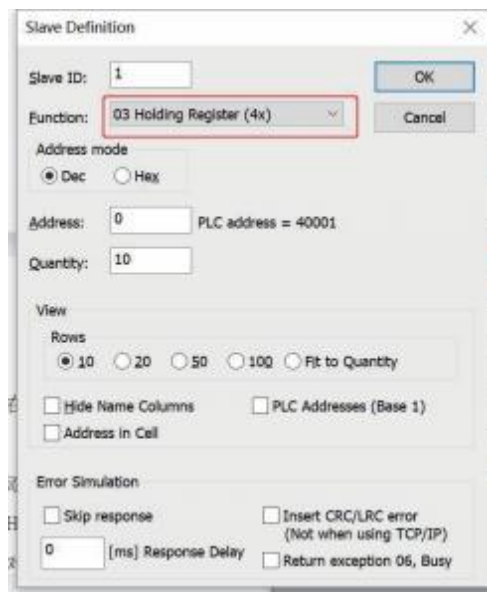 Slave Definition
Slave ID: 1 OK
Function: 03 Holding Register (4x) Cancel
Address mode
Dec Hex
Address: 0 PLC address = 40001
Quantity: 10
View
Rows
10 20 50 100 Fit to Quantity
Hide Name Columns PLC Addresses (Base 1)
Address in Cell
Error Simulation
Skip response Insert CRC/LRC error
(Not when using TCP/IP)
0 [ms] Response Delay Return exception 06, Busy